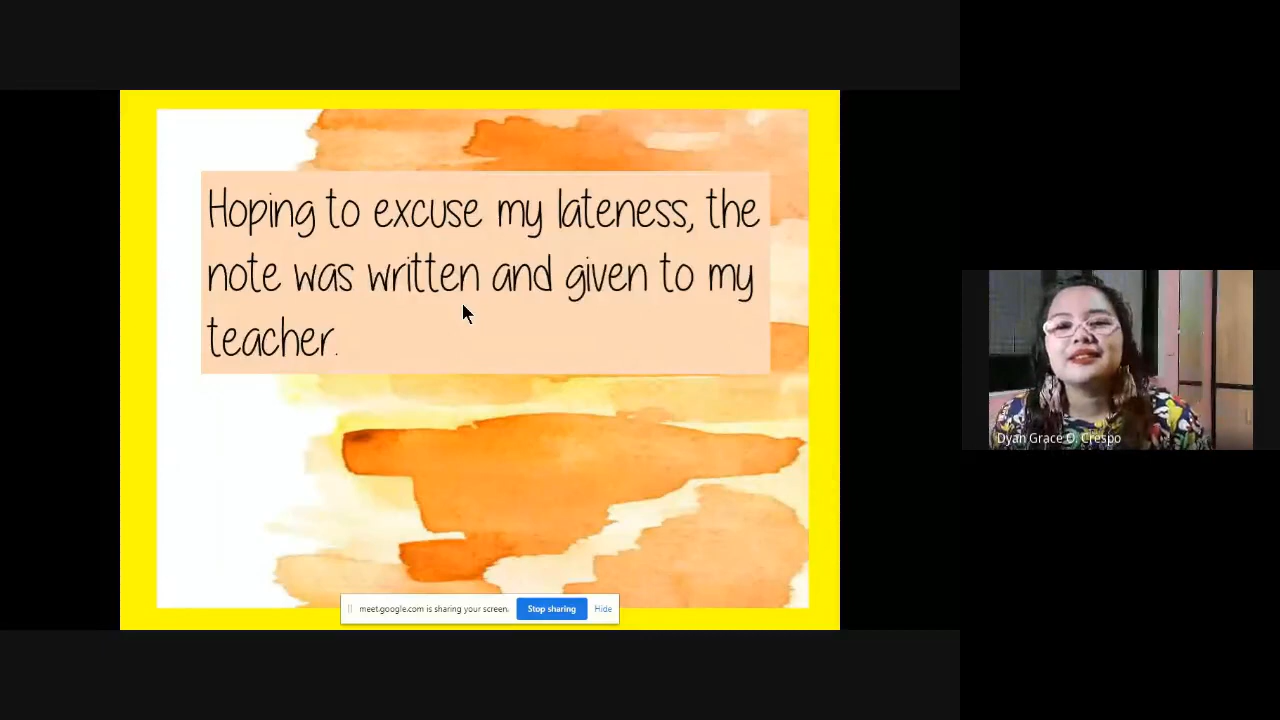 Hoping to excuse my lateness, the
note was written and given to my
teacher.
Dyan Grace O. Crespo
meet.google.com is sharing your screen.
Stop sharing
Hide